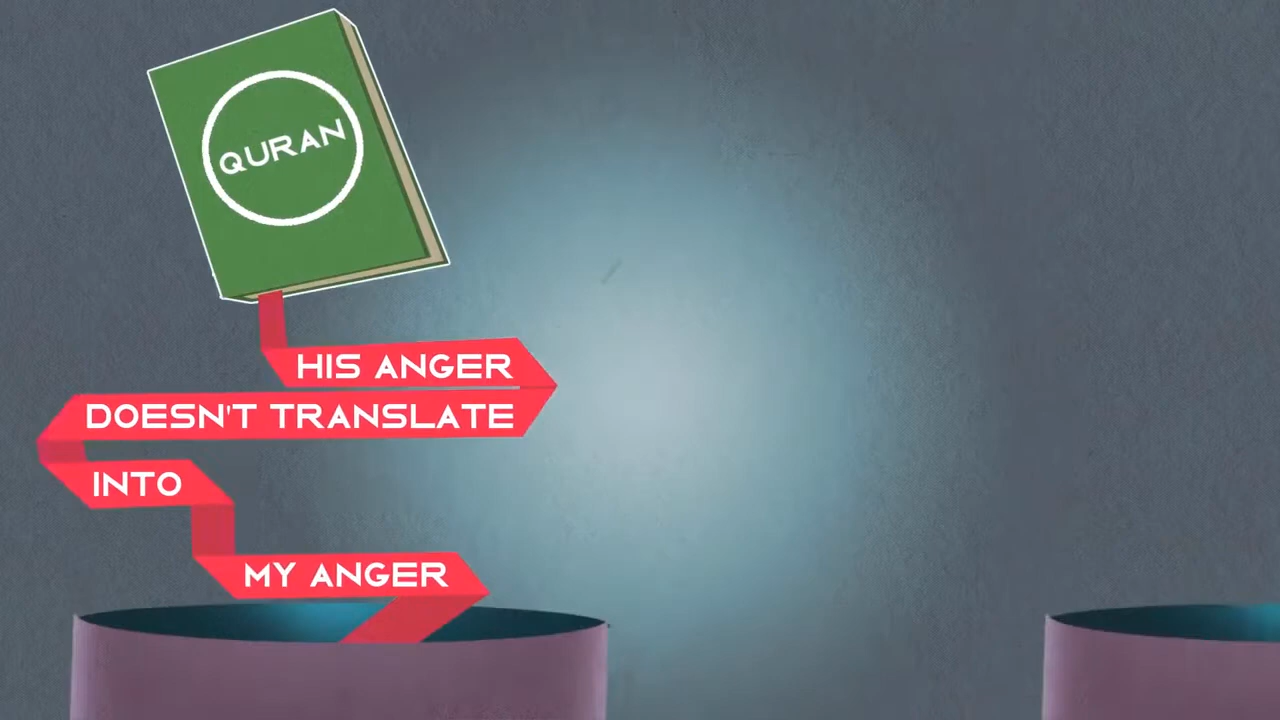 QURAN
HIS ANGER
DOESN'T TRANSLATE
INTO
MY ANGER